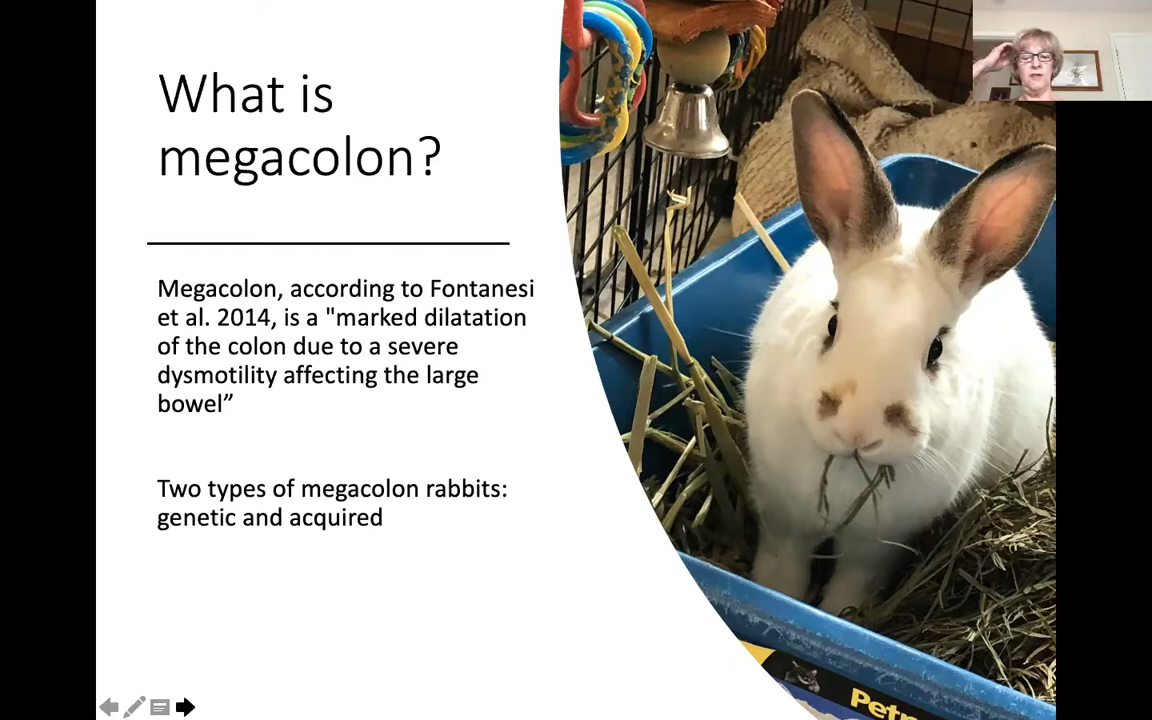 What is
megacolon?
Megacolon, according to Fontanesi
et al. 2014, is a "marked dilatation
of the colon due to a severe
dysmotility affecting the large
bowel”
Two types of megacolon rabbits:
genetic and acquired